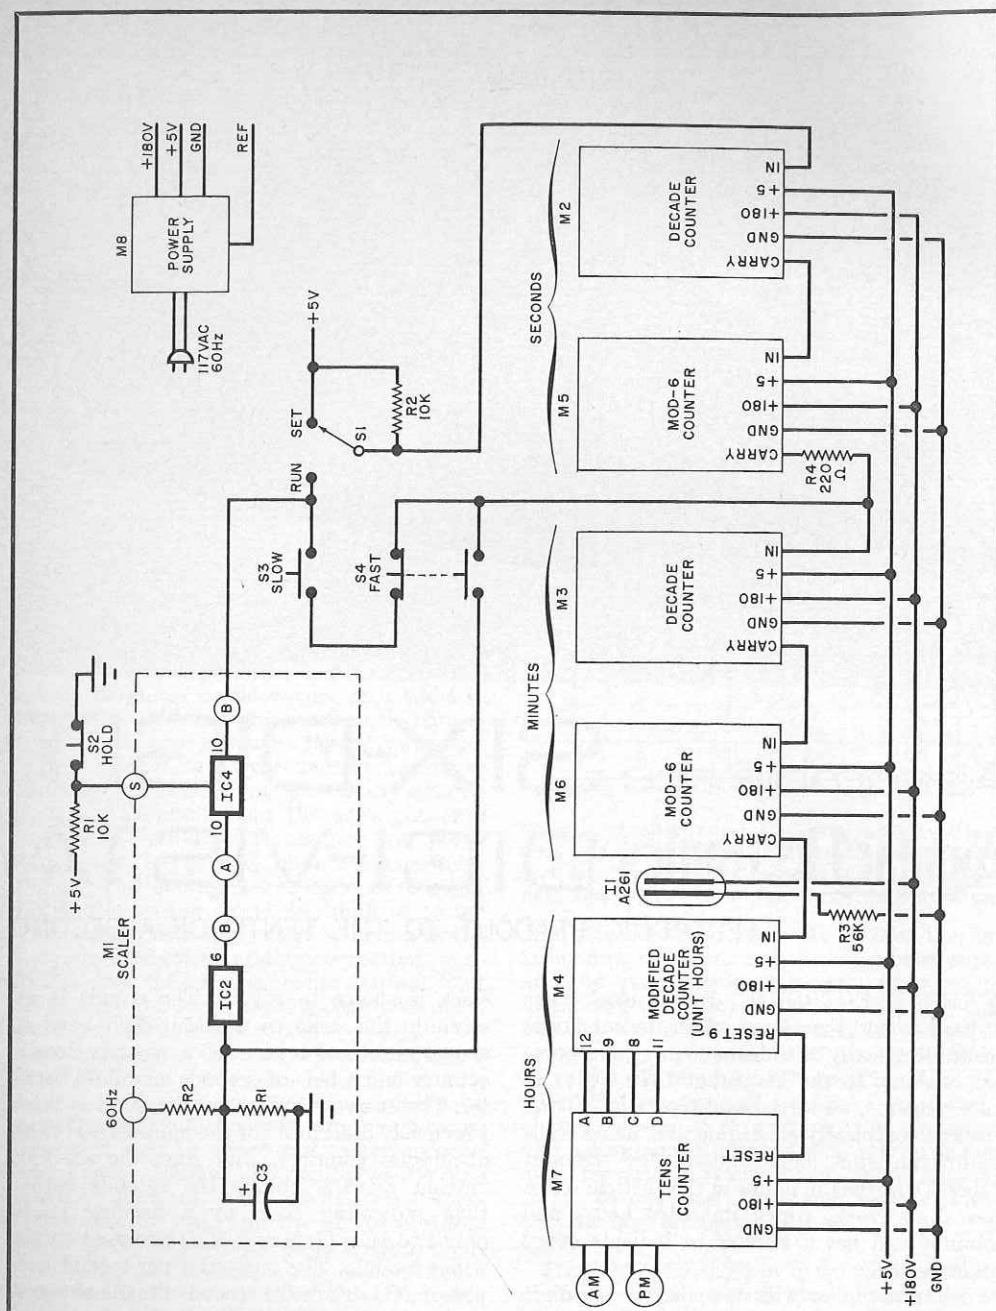 M8
POWER
SUPPLY
+180V
+5V
GND
REF
117VAC
60Hz
+5V
SET
S1
R2
10K
RUN
S3
SLOW
S4
FAST
S2
HOLD
R1
10K
+5V
S
M1
SCALER
60Hz
R2
R1
C3
+
IC2
6
B
A
10
IC4
10
B
SECONDS
MINUTES
HOURS
M2
DECADE
COUNTER
IN
+5
+180
GND
CARRY
M5
MOD-6
COUNTER
IN
+5
+180
GND
CARRY
R4
220
Ω
M3
DECADE
COUNTER
IN
+5
+180
GND
CARRY
M6
MOD-6
COUNTER
IN
+5
+180
GND
CARRY
I1
A261
R3
56K
M4
MODIFIED
DECADE
COUNTER
(UNIT HOURS)
IN
+5
+180
GND
RESET 9
12
9
8
11
M7
A
B
C
D
TENS
COUNTER
RESET
+5
+180
GND
AM
PM
+5V
+180V
GND